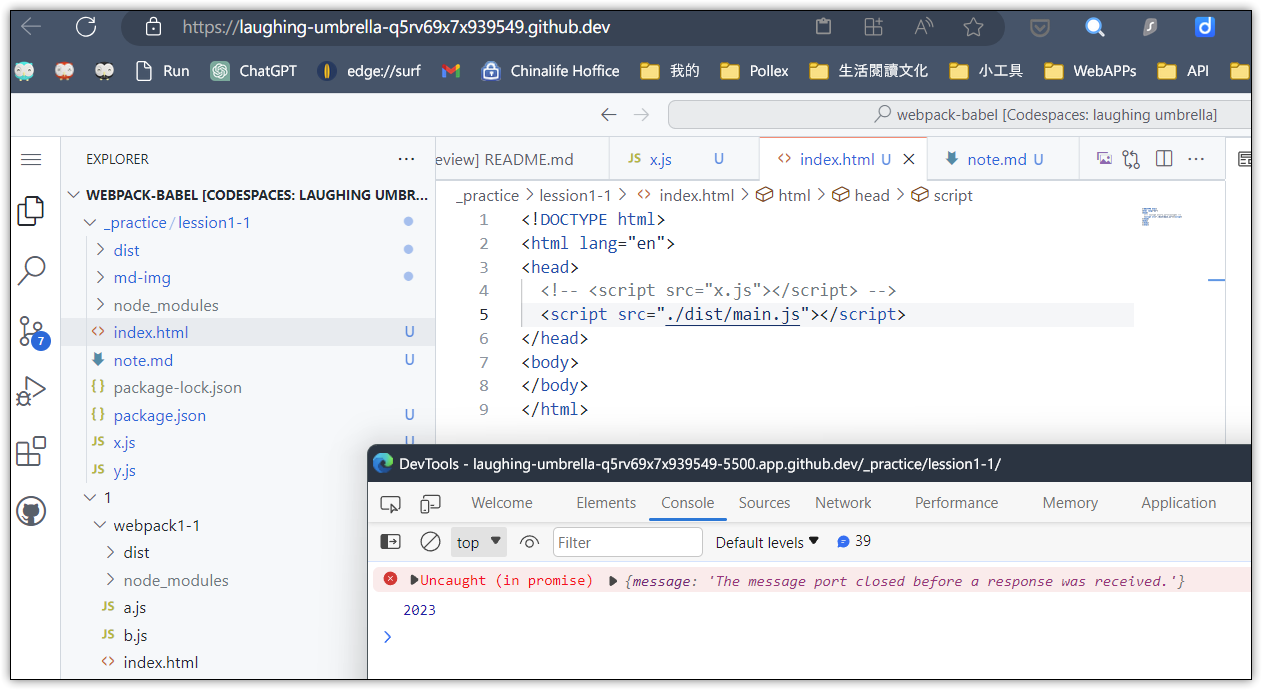 https://laughing-umbrella-q5rv69x7x939549.github.dev
Run ChatGPT edge://surf Chinalife Hoffice 我的 Pollex 生活閱讀文化 小工具 WebAPPs API
webpack-babel [Codespaces: laughing umbrella]
EXPLORER ...
WEBPACK-BABEL [CODESPACES: LAUGHING UMBR...
_practice / lession1-1
dist
md-img
node_modules
index.html U
note.md U
package-lock.json
package.json U
x.js U
y.js
1
webpack1-1
dist
node_modules
a.js
b.js
index.html
7
eview] README.md JS x.js U index.html U note.md U ...
_practice > lession1-1 > index.html > html > head > script
1 <!DOCTYPE html>
2 <html lang="en">
3 <head>
4 <!-- <script src="x.js"></script> -->
5 <script src="./dist/main.js"></script>
6 </head>
7 <body>
8 </body>
9 </html>
DevTools - laughing-umbrella-q5rv69x7x939549-5500.app.github.dev/_practice/lession1-1/
Welcome Elements Console Sources Network Performance Memory Application
top Filter Default levels 39
Uncaught (in promise) {message: 'The message port closed before a response was received.'}
2023